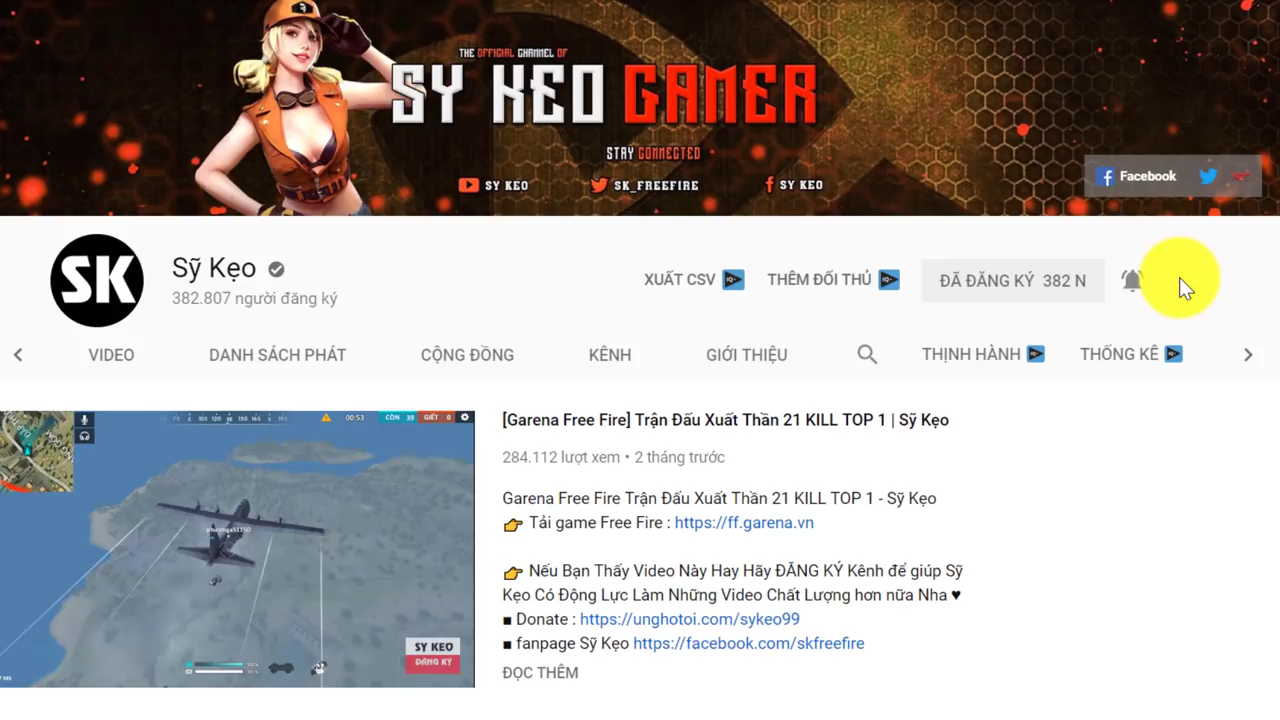 THE OFFICIAL CHANNEL OF
SY KEO GAMER
STAY CONNECTED
SY KEO
SK_FREEFIRE
SY KEO
Facebook
SK
Sỹ Kẹo
382.807 người đăng ký
XUẤT CSV
THÊM ĐỐI THỦ
ĐÃ ĐĂNG KÝ 382 N
VIDEO
DANH SÁCH PHÁT
CỘNG ĐỒNG
KÊNH
GIỚI THIỆU
THỊNH HÀNH
THỐNG KÊ
00:53
CÒN 39
GIẾT 0
SY KEO
ĐĂNG KÝ
[Garena Free Fire] Trận Đấu Xuất Thần 21 KILL TOP 1 | Sỹ Kẹo
284.112 lượt xem • 2 tháng trước
Garena Free Fire Trận Đấu Xuất Thần 21 KILL TOP 1 - Sỹ Kẹo
👉 Tải game Free Fire : https://ff.garena.vn
👉 Nếu Bạn Thấy Video Này Hay Hãy ĐĂNG KÝ Kênh để giúp Sỹ
Kẹo Có Động Lực Làm Những Video Chất Lượng hơn nữa Nha ♥
■ Donate : https://unghotoi.com/sykeo99
■ fanpage Sỹ Kẹo https://facebook.com/skfreefire
ĐỌC THÊM